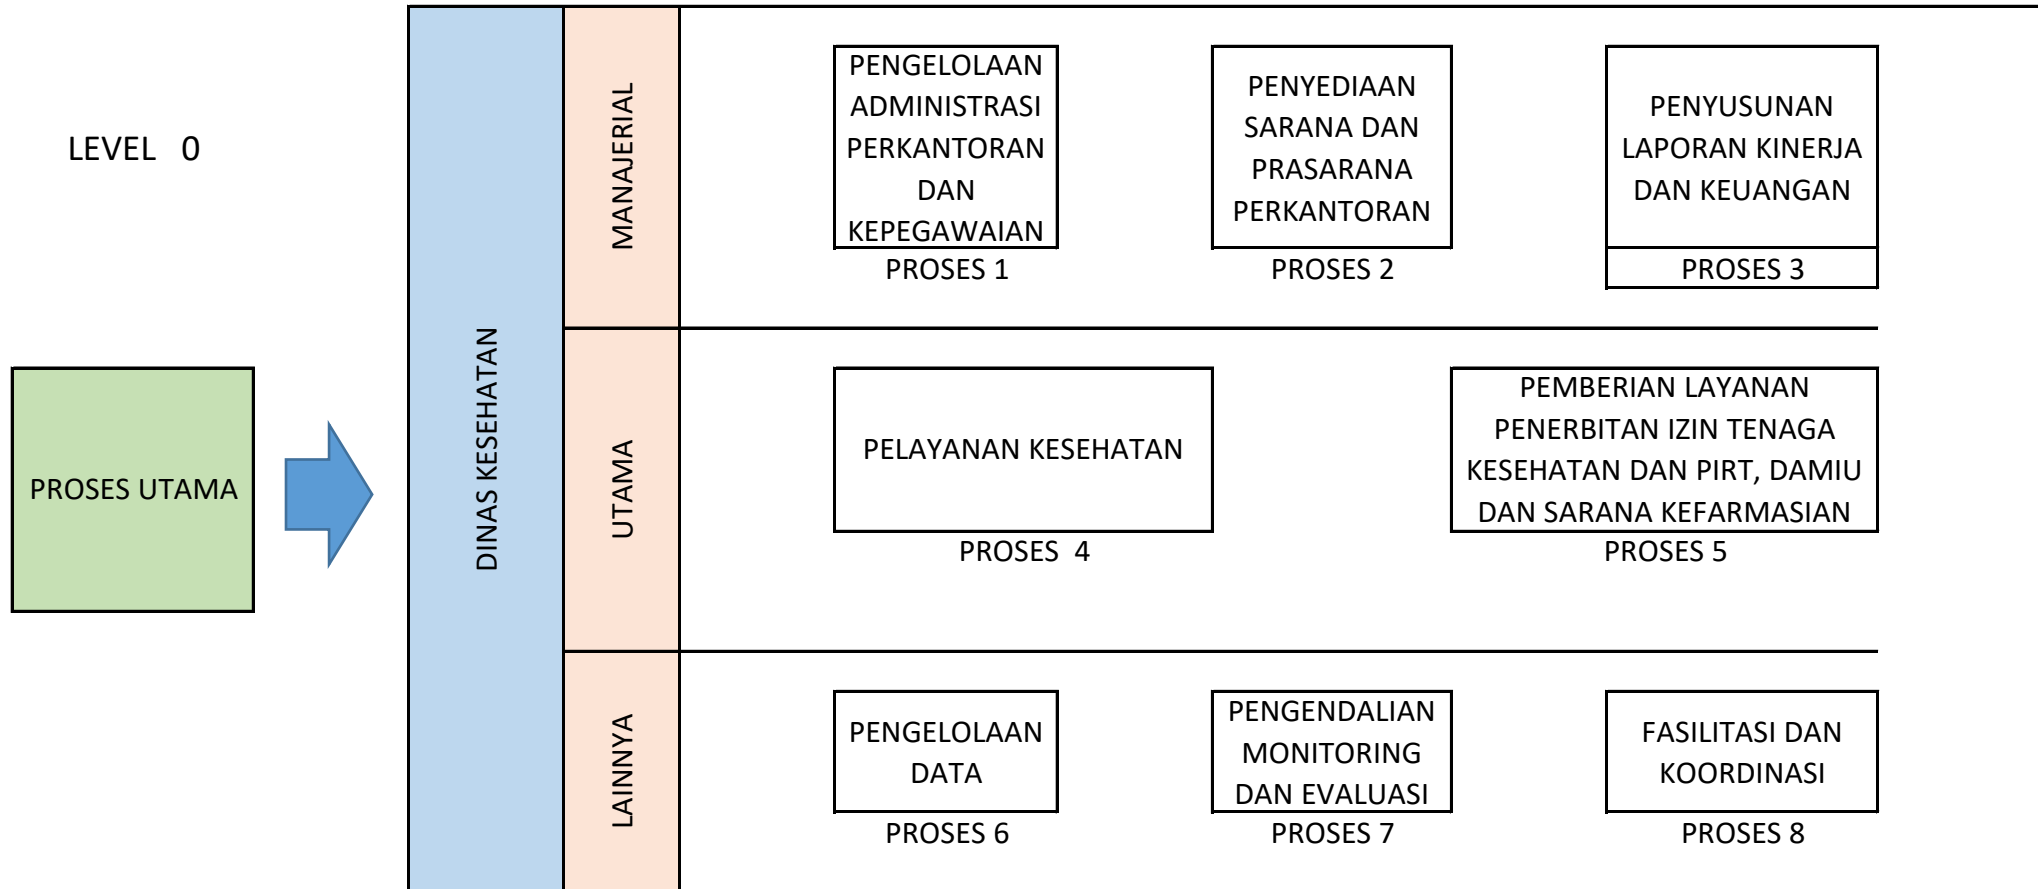 LEVEL 0
PROSES UTAMA
DINAS KESEHATAN
MANAJERIAL
PENGELOLAAN
ADMINISTRASI
PERKANTORAN
DAN
KEPEGAWAIAN
PROSES 1
PENYEDIAAN
SARANA DAN
PRASARANA
PERKANTORAN
PROSES 2
PENYUSUNAN
LAPORAN KINERJA
DAN KEUANGAN
PROSES 3
UTAMA
PELAYANAN KESEHATAN
PROSES 4
PEMBERIAN LAYANAN
PENERBITAN IZIN TENAGA
KESEHATAN DAN PIRT, DAMIU
DAN SARANA KEFARMASIAN
PROSES 5
LAINNYA
PENGELOLAAN
DATA
PROSES 6
PENGENDALIAN
MONITORING
DAN EVALUASI
PROSES 7
FASILITASI DAN
KOORDINASI
PROSES 8